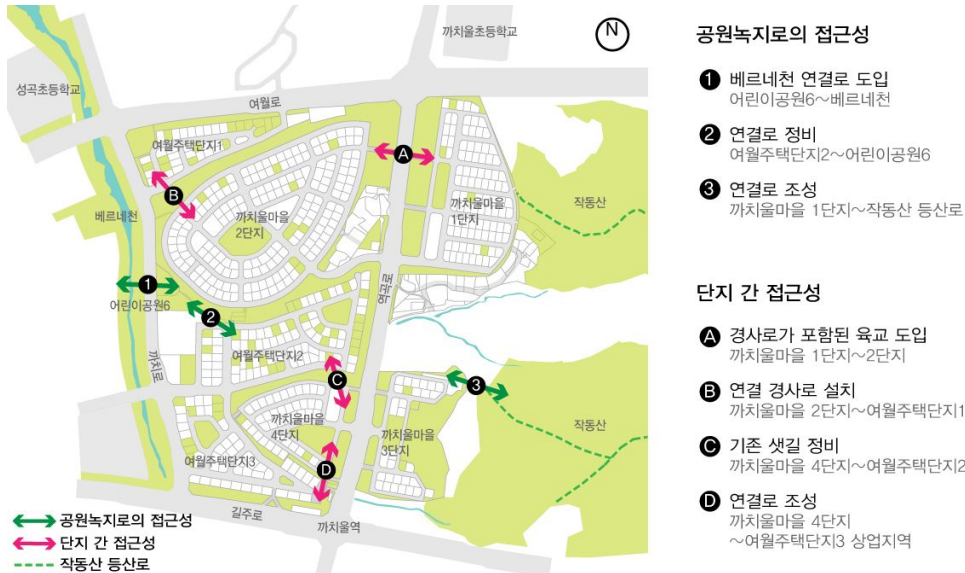 까치울초등학교
N
성곡초등학교
여월로
여월주택단지1
A
B
베르네천
까치울마을
2단지
까치울마을
1단지
작동산
1
어린이공원6
역곡로
2
여월주택단지2
까치로
C
3
까치울마을
4단지
까치울마을
3단지
작동산
여월주택단지3
D
길주로
까치울역
공원녹지로의 접근성
단지 간 접근성
작동산 등산로
공원녹지로의 접근성
1 베르네천 연결로 도입
어린이공원6~베르네천
2 연결로 정비
여월주택단지2~어린이공원6
3 연결로 조성
까치울마을 1단지~작동산 등산로
단지 간 접근성
A 경사로가 포함된 육교 도입
까치울마을 1단지~2단지
B 연결 경사로 설치
까치울마을 2단지~여월주택단지1
C 기존 샛길 정비
까치울마을 4단지~여월주택단지2
D 연결로 조성
까치울마을 4단지
~여월주택단지3 상업지역